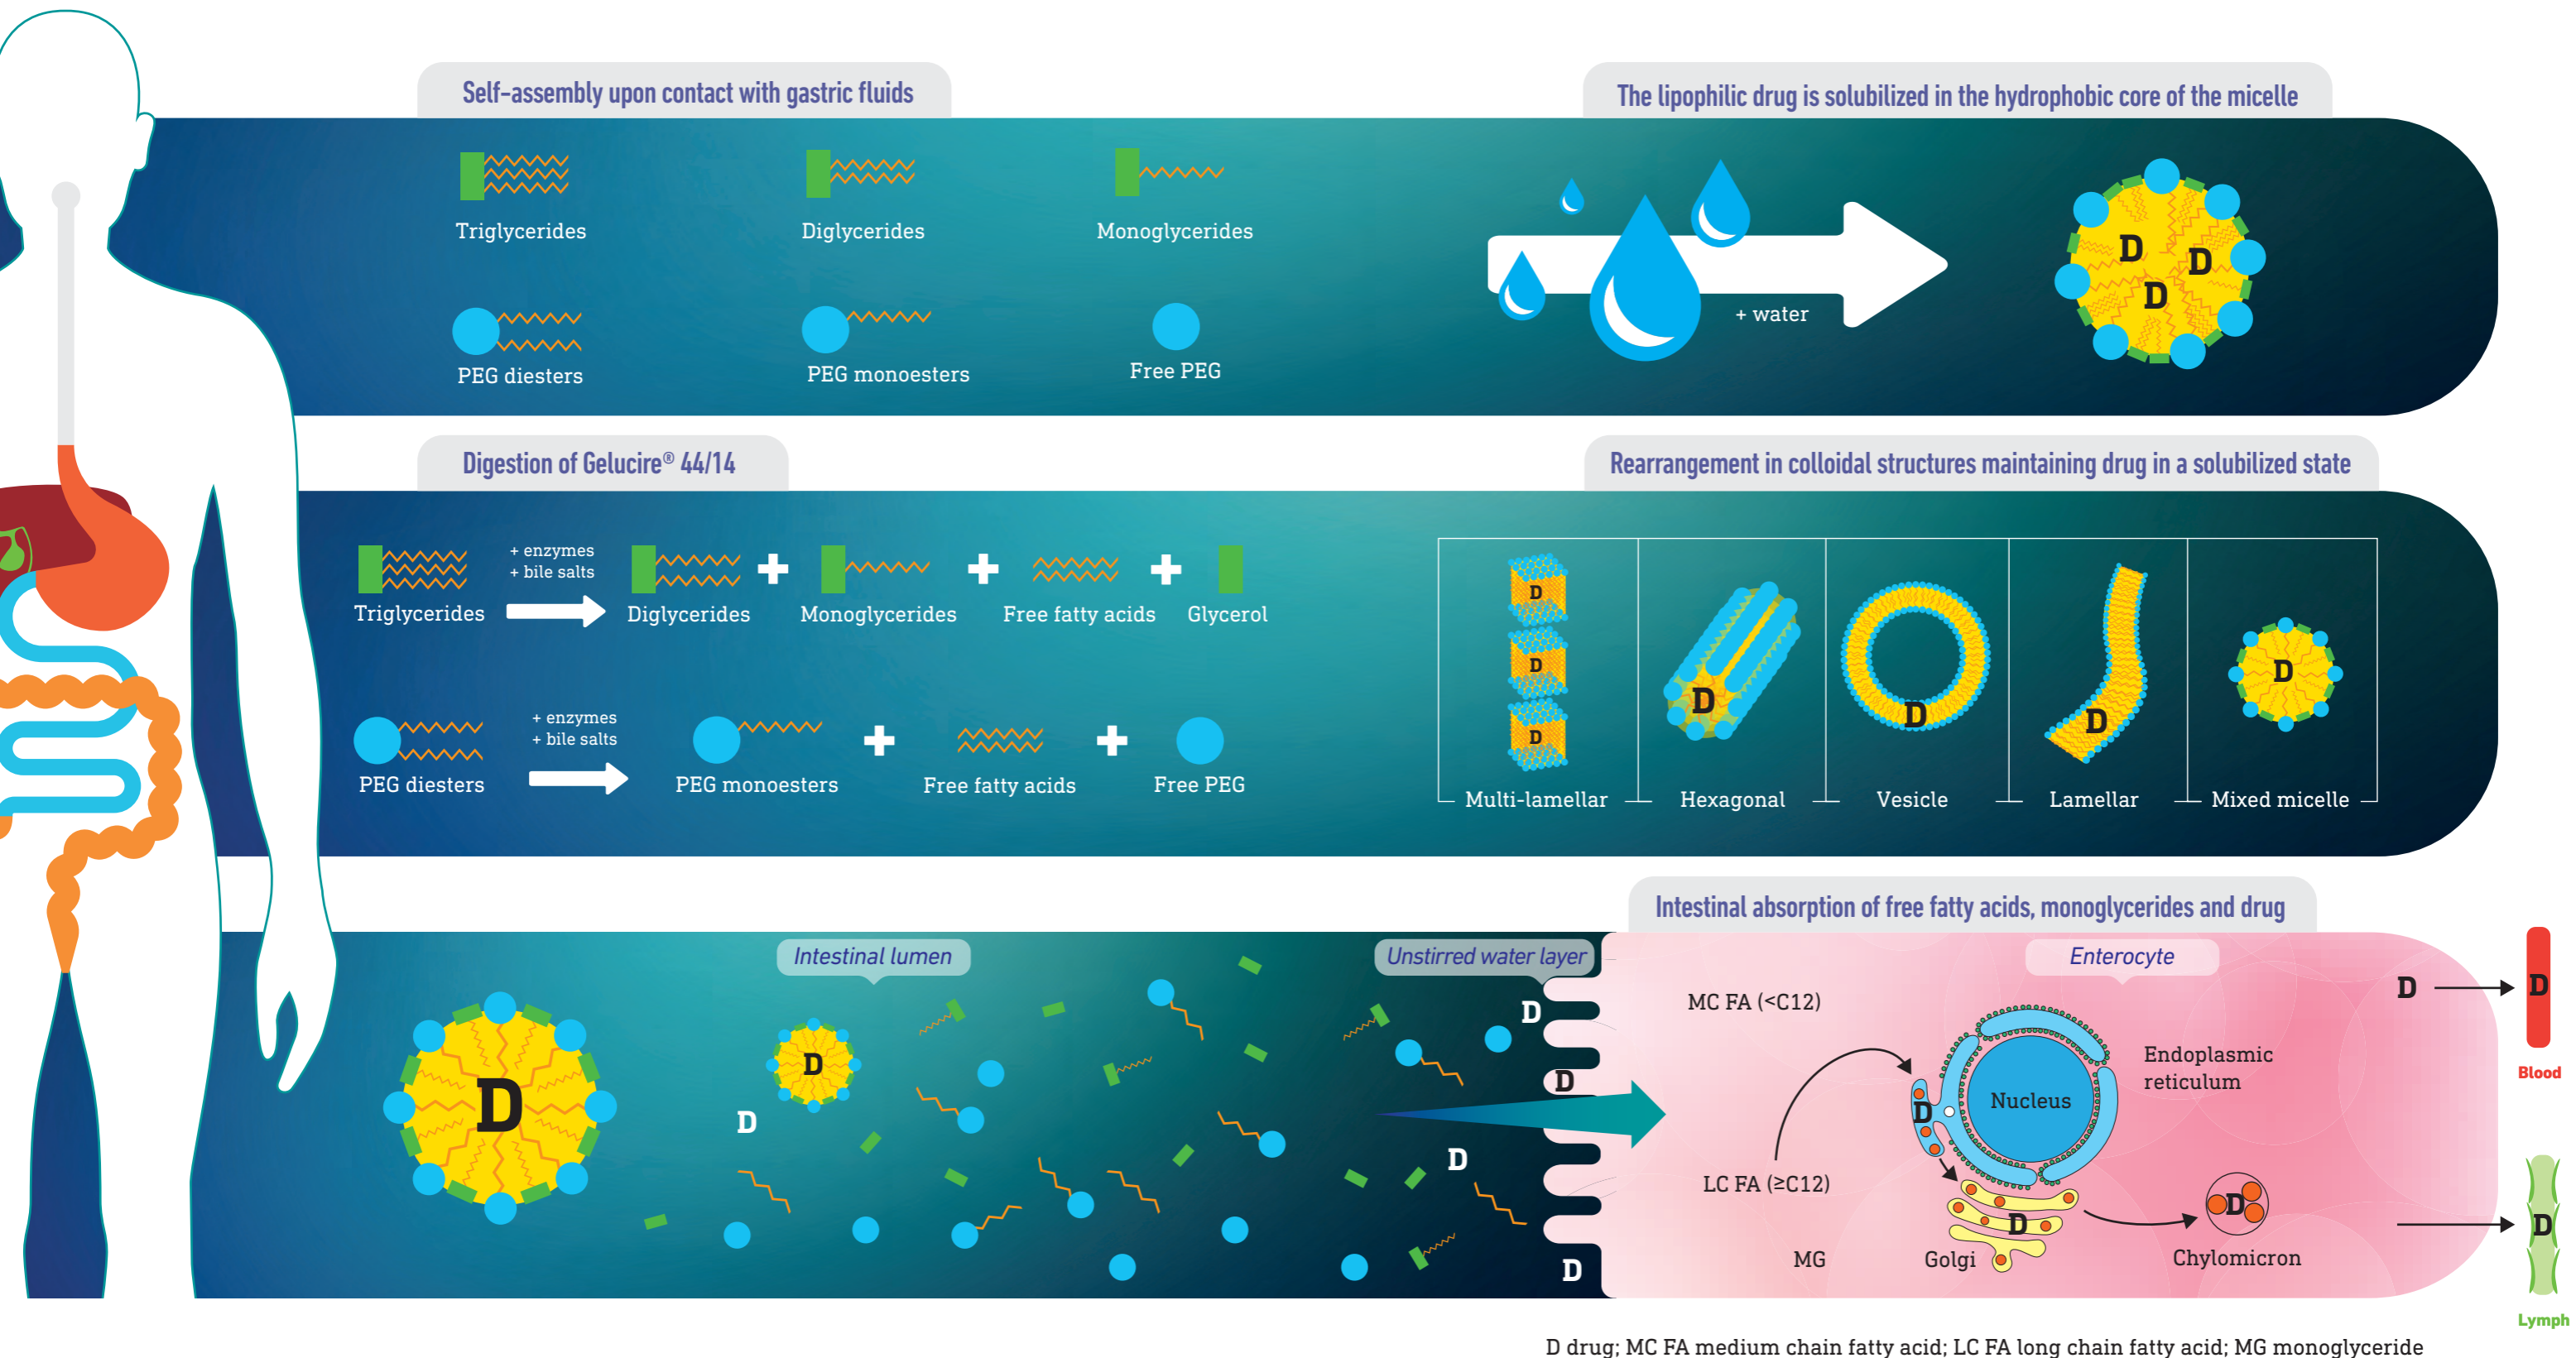 Self-assembly upon contact with gastric fluids
The lipophilic drug is solubilized in the hydrophobic core of the micelle
Triglycerides
Diglycerides
Monoglycerides
PEG diesters
PEG monoesters
Free PEG
+ water
D
D
D
Digestion of Gelucire® 44/14
Rearrangement in colloidal structures maintaining drug in a solubilized state
Triglycerides
+ enzymes
+ bile salts
Diglycerides
Monoglycerides
Free fatty acids
Glycerol
PEG diesters
+ enzymes
+ bile salts
PEG monoesters
Free fatty acids
Free PEG
D
D
D
Multi-lamellar
D
Hexagonal
D
Vesicle
D
Lamellar
D
Mixed micelle
Intestinal absorption of free fatty acids, monoglycerides and drug
Intestinal lumen
Unstirred water layer
Enterocyte
D
D
D
D
D
D
D
MC FA (<C12)
LC FA (≥C12)
MG
D
Nucleus
Endoplasmic
reticulum
D
Golgi
D
Chylomicron
D
D
Blood
D
Lymph
D drug; MC FA medium chain fatty acid; LC FA long chain fatty acid; MG monoglyceride